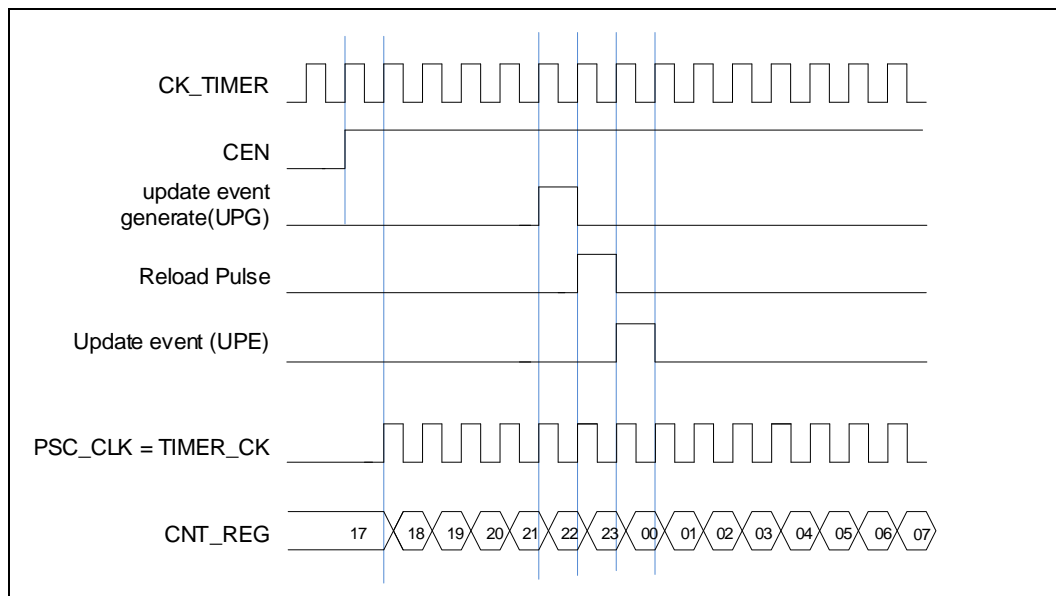 CK_TIMER
CEN
update event
generate(UPG)
Reload Pulse
Update event (UPE)
PSC_CLK = TIMER_CK
CNT_REG 17 18 19 20 21 22 23 00 01 02 03 04 05 06 07